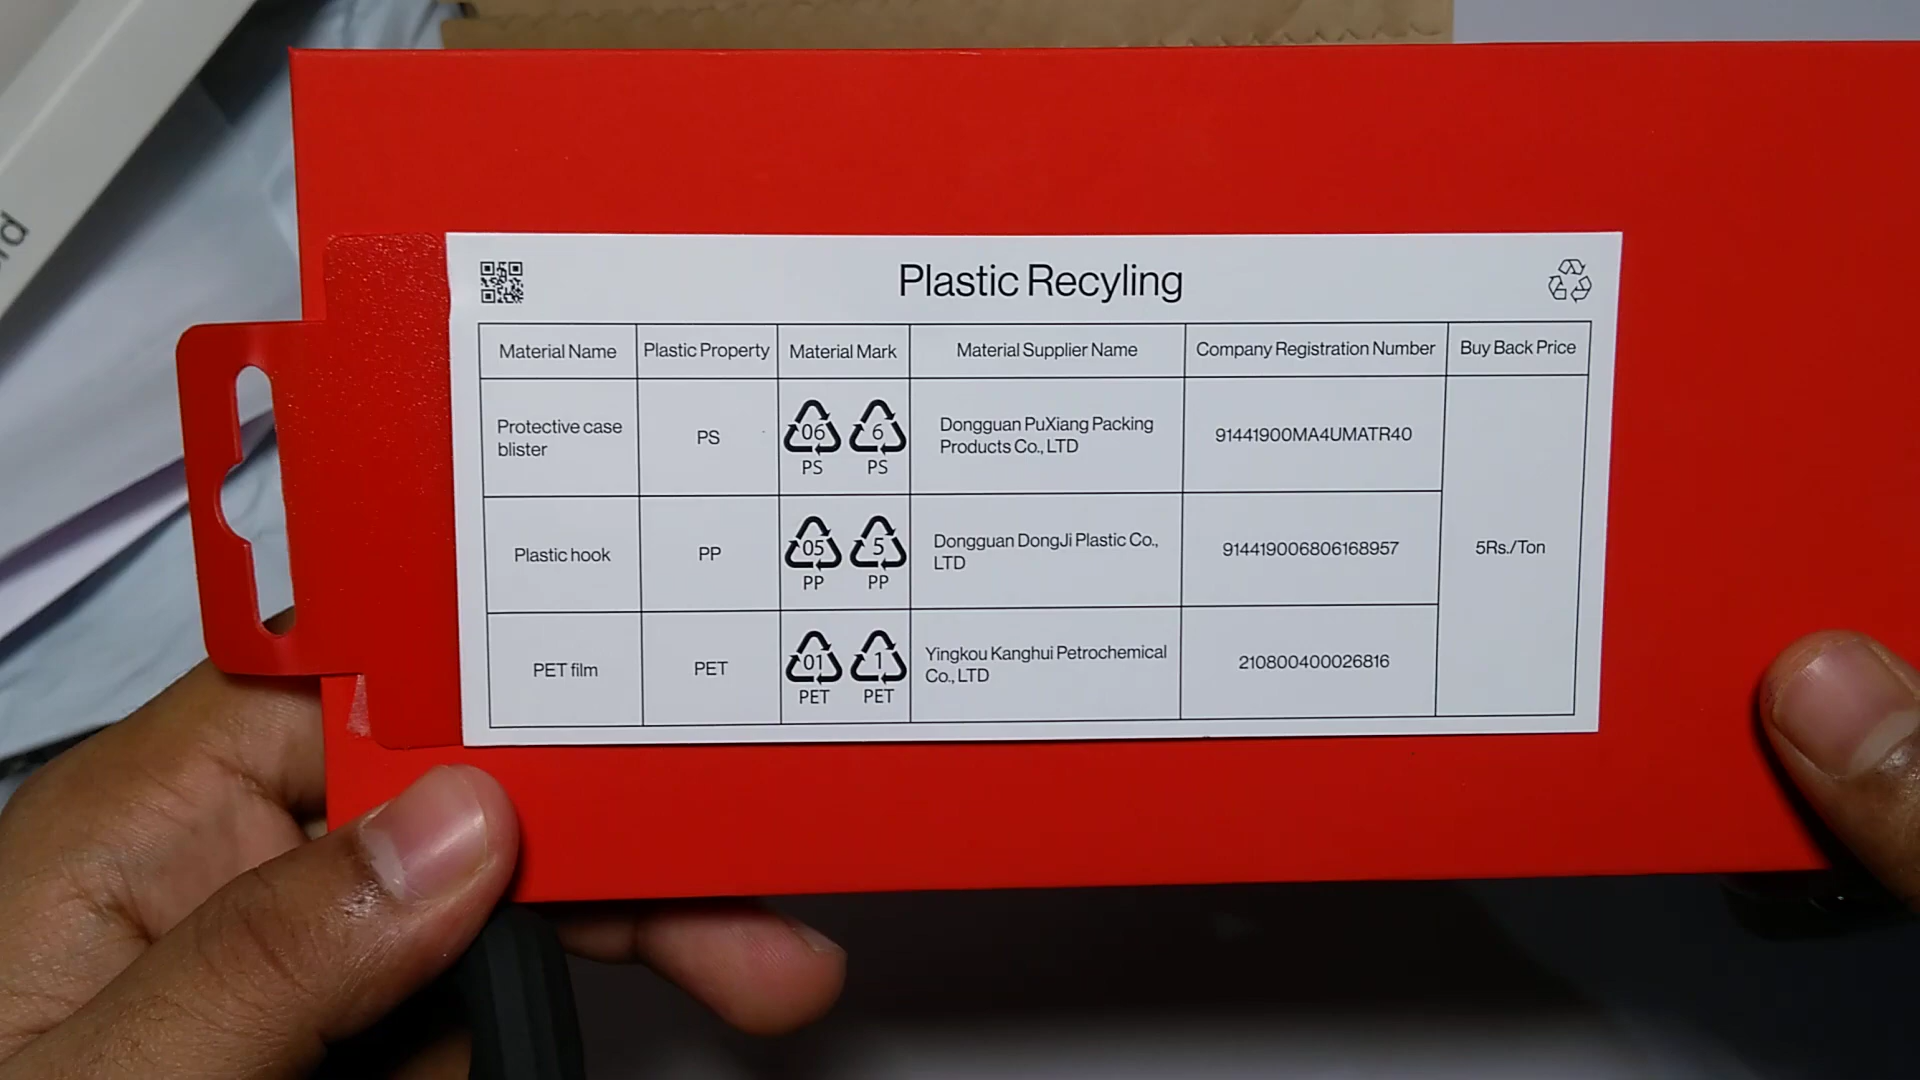 rd
Plastic Recyling
Material Name Plastic Property Material Mark Material Supplier Name Company Registration Number Buy Back Price
Protective case
blister
PS
06 6
PS PS
Dongguan PuXiang Packing
Products Co., LTD
91441900MA4UMATR40
Plastic hook
PP
05 5
PP PP
Dongguan DongJi Plastic Co.,
LTD
914419006806168957
5Rs./Ton
PET film
PET
01 1
PET PET
Yingkou Kanghui Petrochemical
Co., LTD
210800400026816